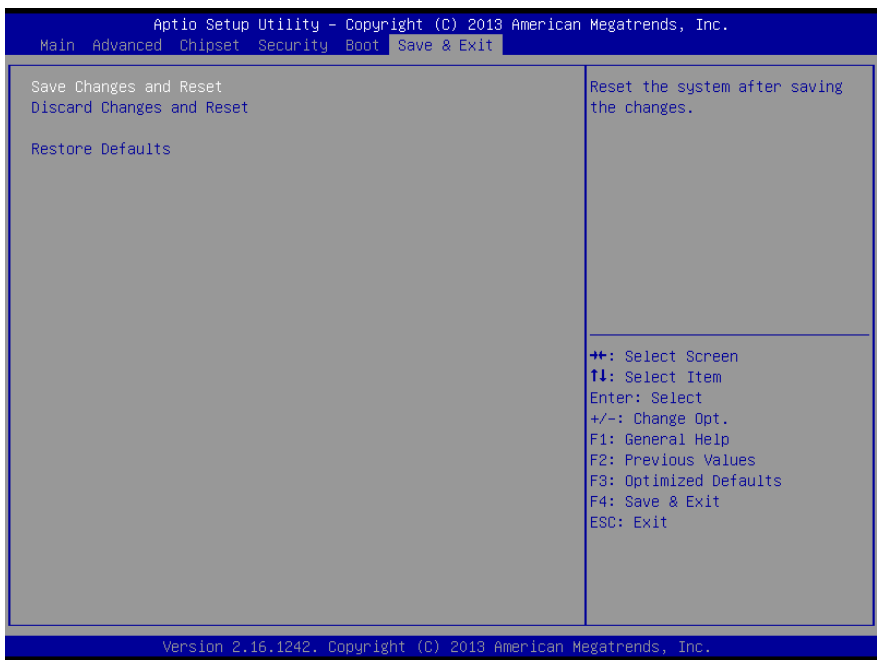 Aptio Setup Utility – Copyright (C) 2013 American Megatrends, Inc.
Main Advanced Chipset Security Boot Save & Exit
Save Changes and Reset
Discard Changes and Reset
Restore Defaults
Reset the system after saving
the changes.
→←: Select Screen
↑↓: Select Item
Enter: Select
+/-: Change Opt.
F1: General Help
F2: Previous Values
F3: Optimized Defaults
F4: Save & Exit
ESC: Exit
Version 2.16.1242. Copyright (C) 2013 American Megatrends, Inc.